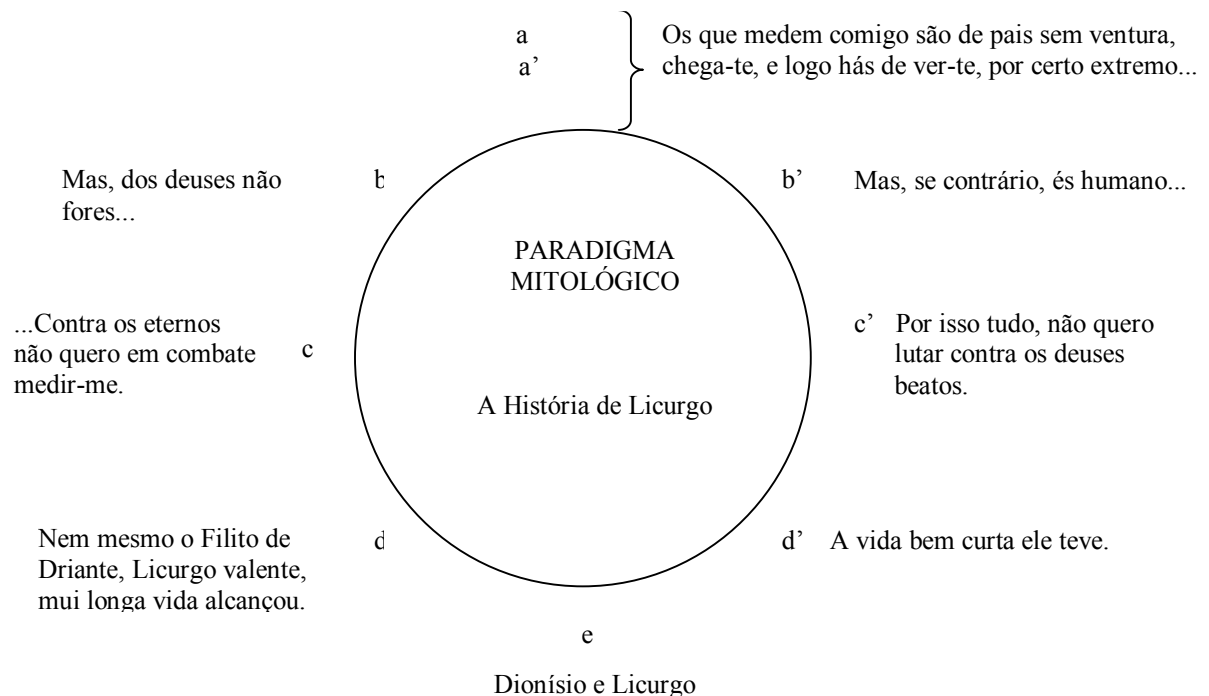 a
a’
Os que medem comigo são de pais sem ventura,
chega-te, e logo hás de ver-te, por certo extremo...
Mas, dos deuses não
fores...
b
b’
Mas, se contrário, és humano...
PARADIGMA
MITOLÓGICO
...Contra os eternos
não quero em combate
medir-me.
c
c’
Por isso tudo, não quero
lutar contra os deuses
beatos.
A História de Licurgo
Nem mesmo o Filito de
Driante, Licurgo valente,
mui longa vida alcançou.
d
d’
A vida bem curta ele teve.
e
Dionísio e Licurgo